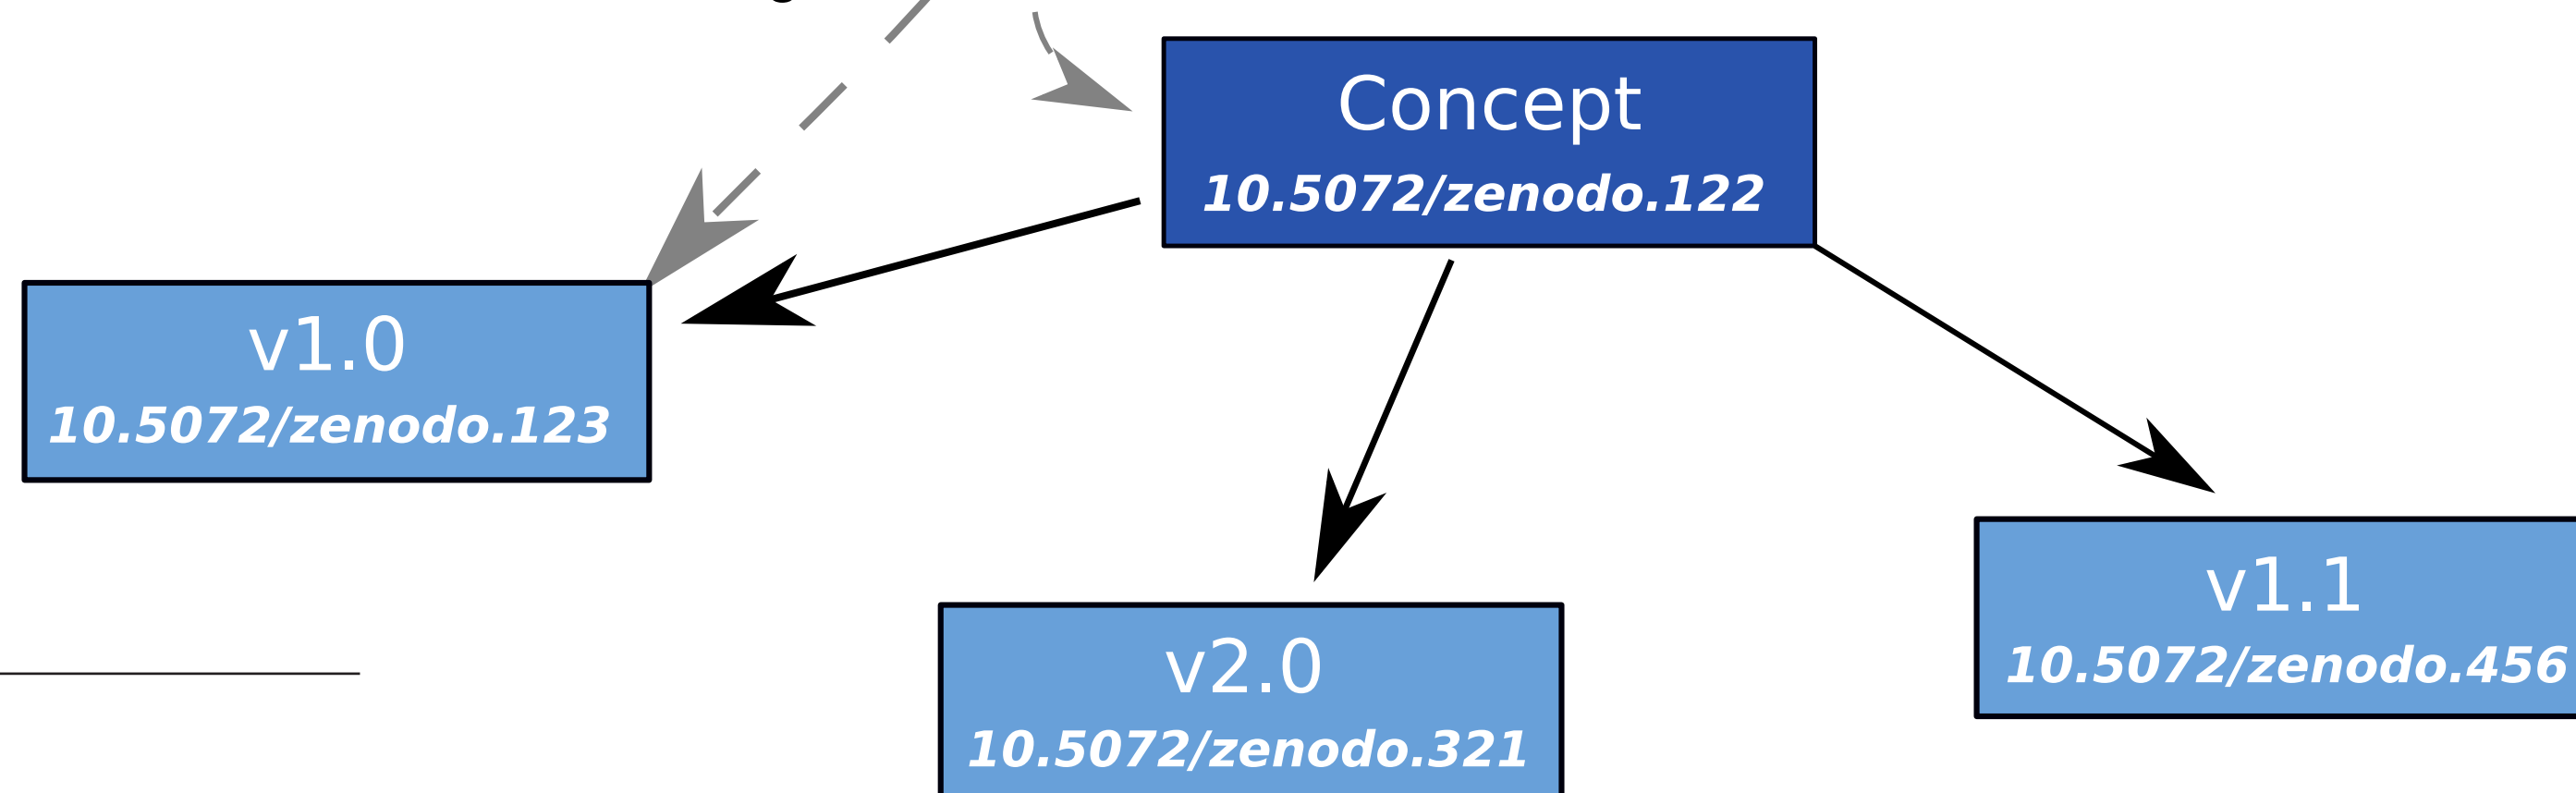 Concept
10.5072/zenodo.122
v1.0
10.5072/zenodo.123
v2.0
10.5072/zenodo.321
v1.1
10.5072/zenodo.456